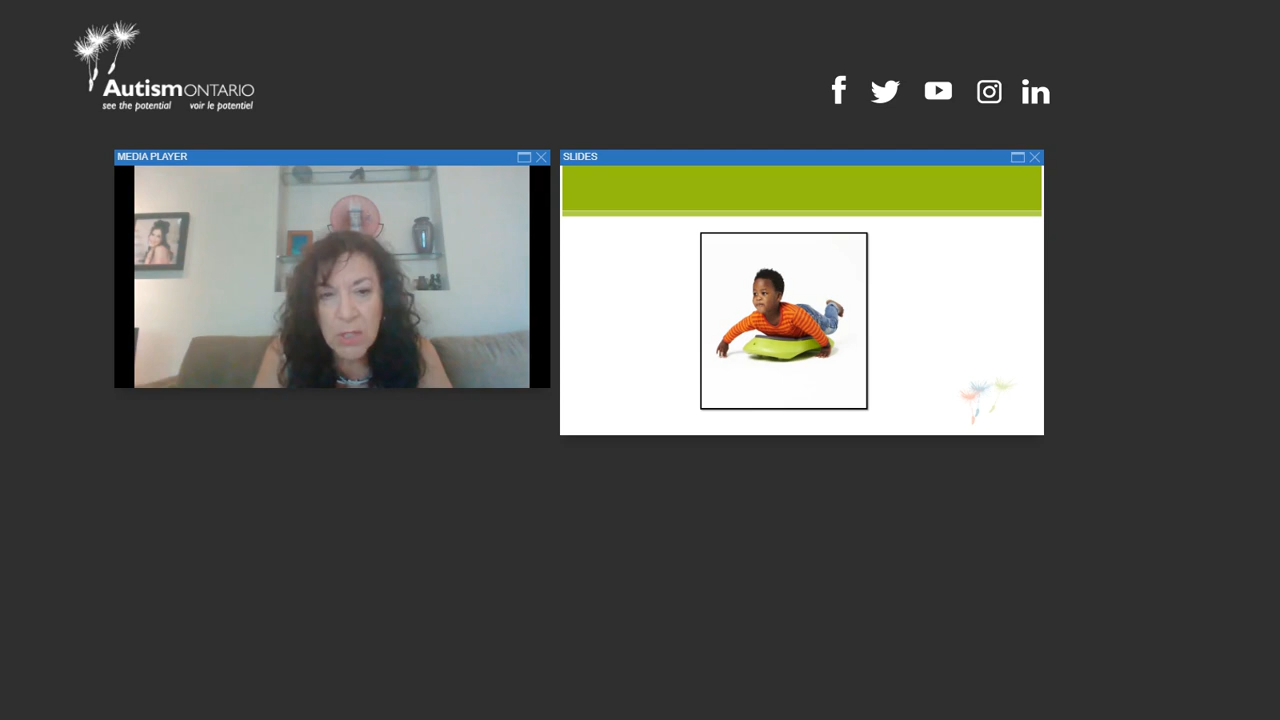 Autism ONTARIO
see the potential voir le potentiel
MEDIA PLAYER
SLIDES